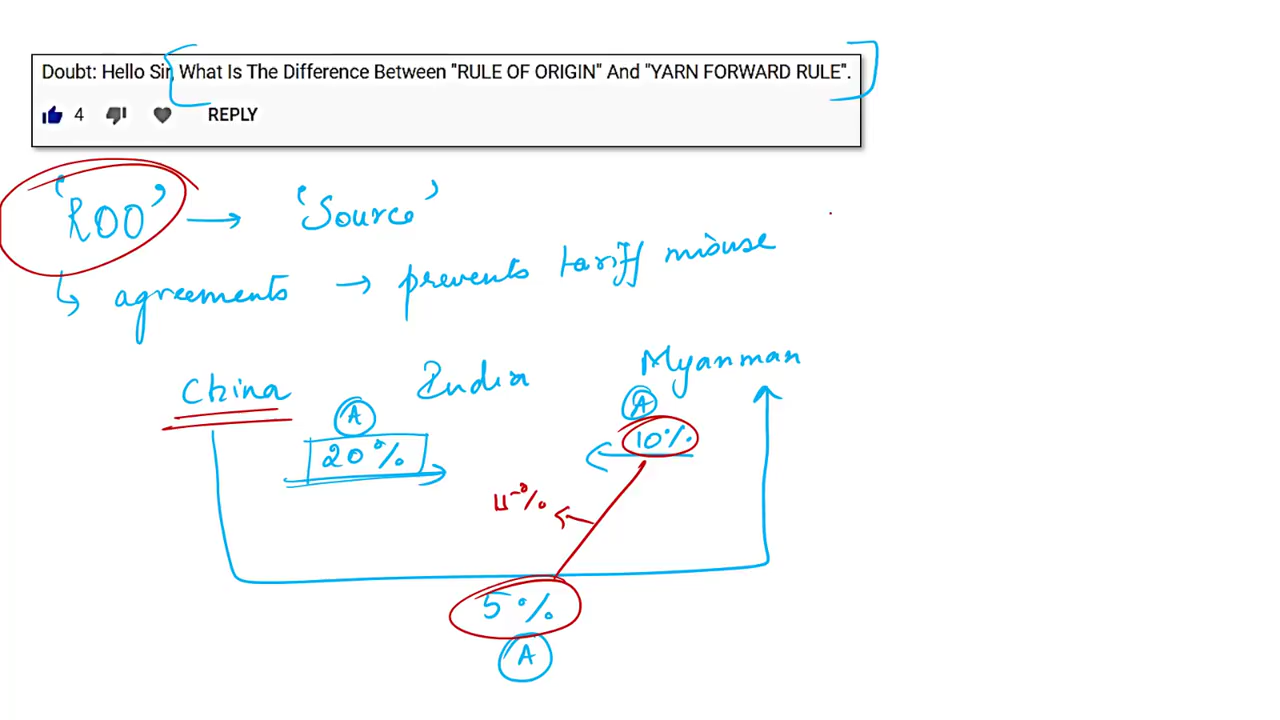 Doubt: Hello Sir, What Is The Difference Between "RULE OF ORIGIN" And "YARN FORWARD RULE".
4 REPLY
'ROO' → 'Source'
↳ agreements → prevents tariff misuse
China India Myanmar
A A
20% 10%
5%
A